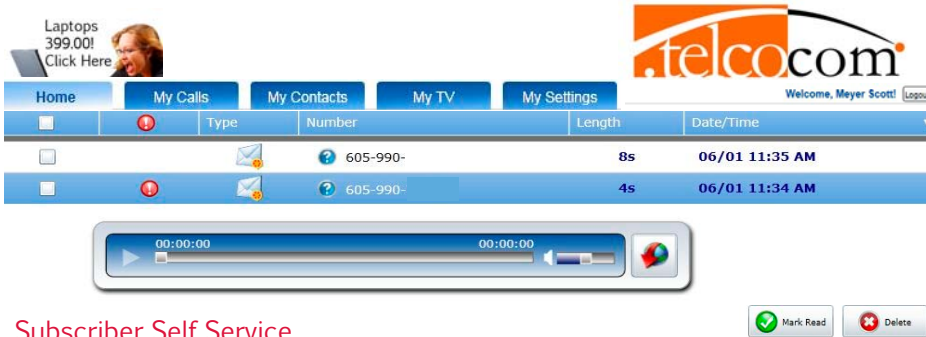 Laptops
399.00!
Click Here
.telcocom
Home My Calls My Contacts My TV My Settings Welcome, Meyer Scott!
Type Number Length Date/Time
605-990- 8s 06/01 11:35 AM
605-990- 4s 06/01 11:34 AM
00:00:00 00:00:00
Mark Read Delete
Subscriber Self Service